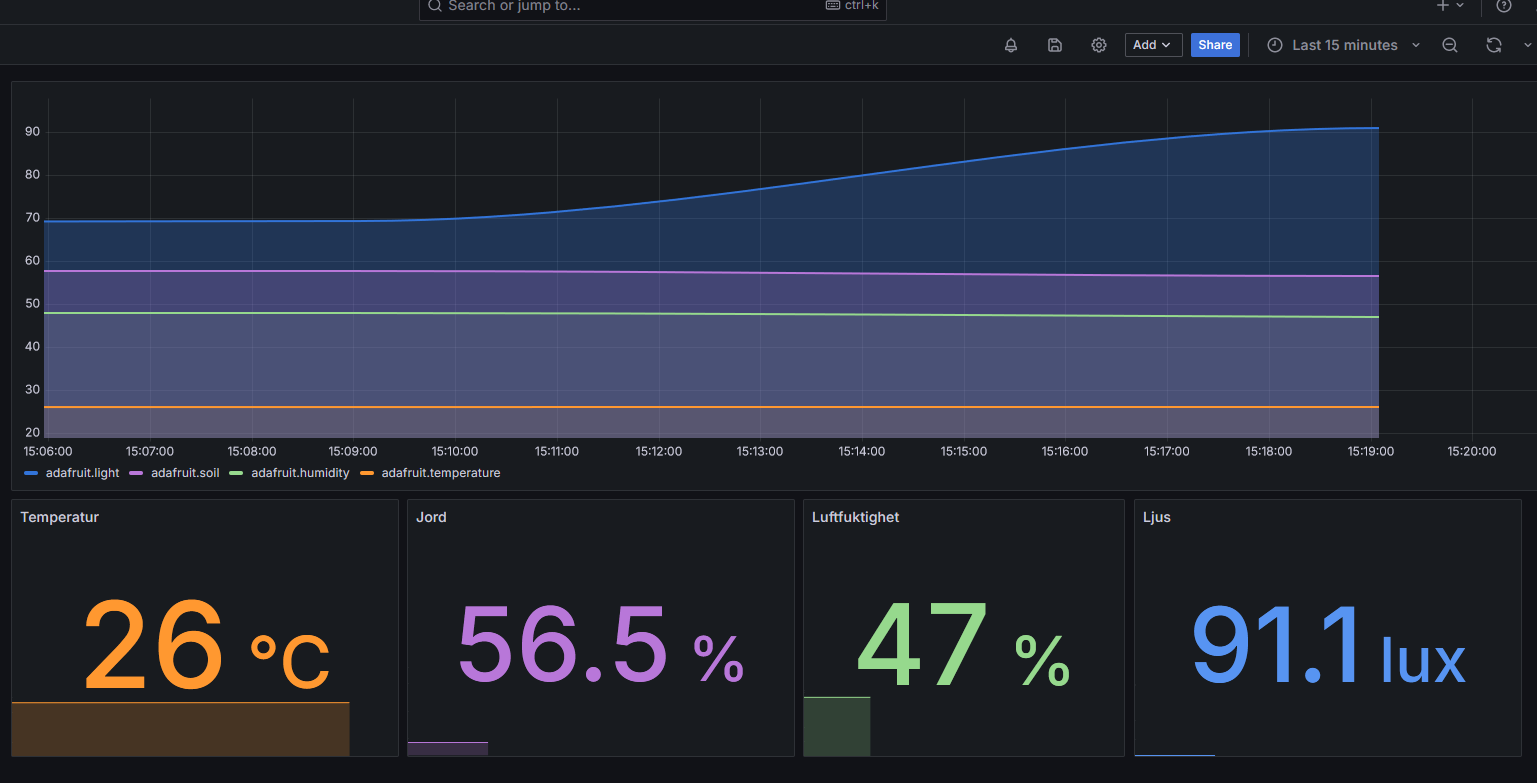 Search or jump to... ctrl+k
Add Share Last 15 minutes
90
80
70
60
50
40
30
20
15:06:00 15:07:00 15:08:00 15:09:00 15:10:00 15:11:00 15:12:00 15:13:00 15:14:00 15:15:00 15:16:00 15:17:00 15:18:00 15:19:00 15:20:00
adafruit.light adafruit.soil adafruit.humidity adafruit.temperature
Temperatur
26 °C
Jord
56.5 %
Luftfuktighet
47 %
Ljus
91.1 lux